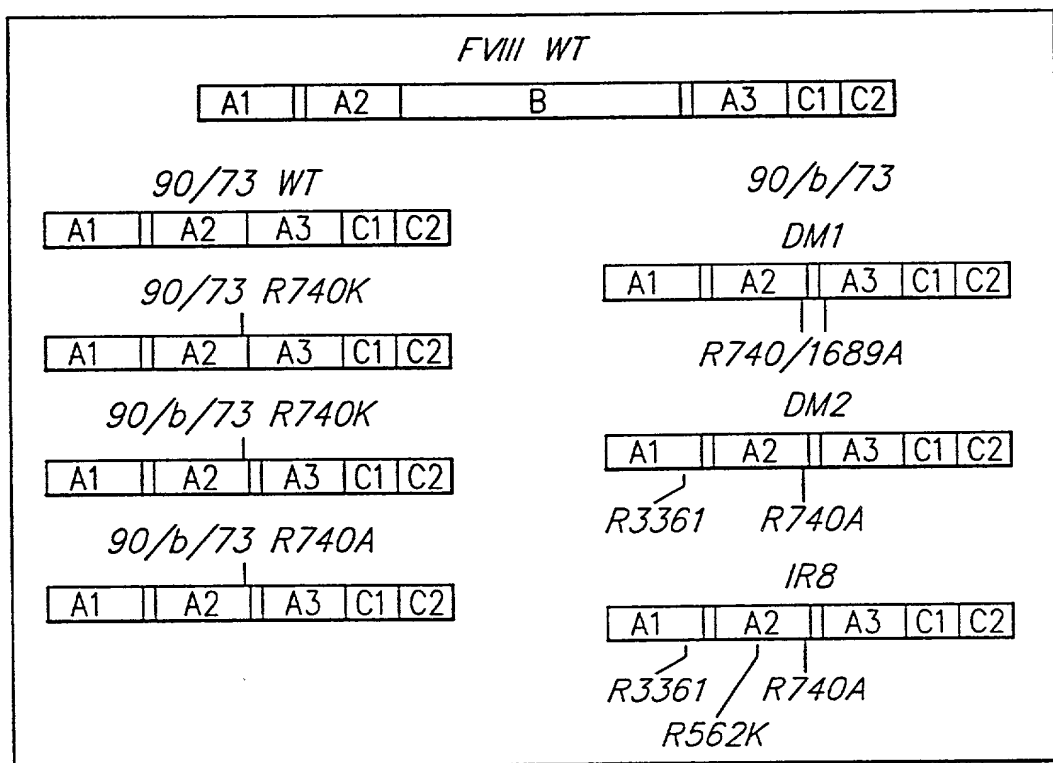 FVIII WT
A1 A2 B A3 C1 C2
90/73 WT
A1 A2 A3 C1 C2
90/73 R740K
A1 A2 A3 C1 C2
90/b/73 R740K
A1 A2 A3 C1 C2
90/b/73 R740A
A1 A2 A3 C1 C2
90/b/73
DM1
A1 A2 A3 C1 C2
R740/1689A
DM2
A1 A2 A3 C1 C2
R3361 R740A
IR8
A1 A2 A3 C1 C2
R3361 R740A
R562K